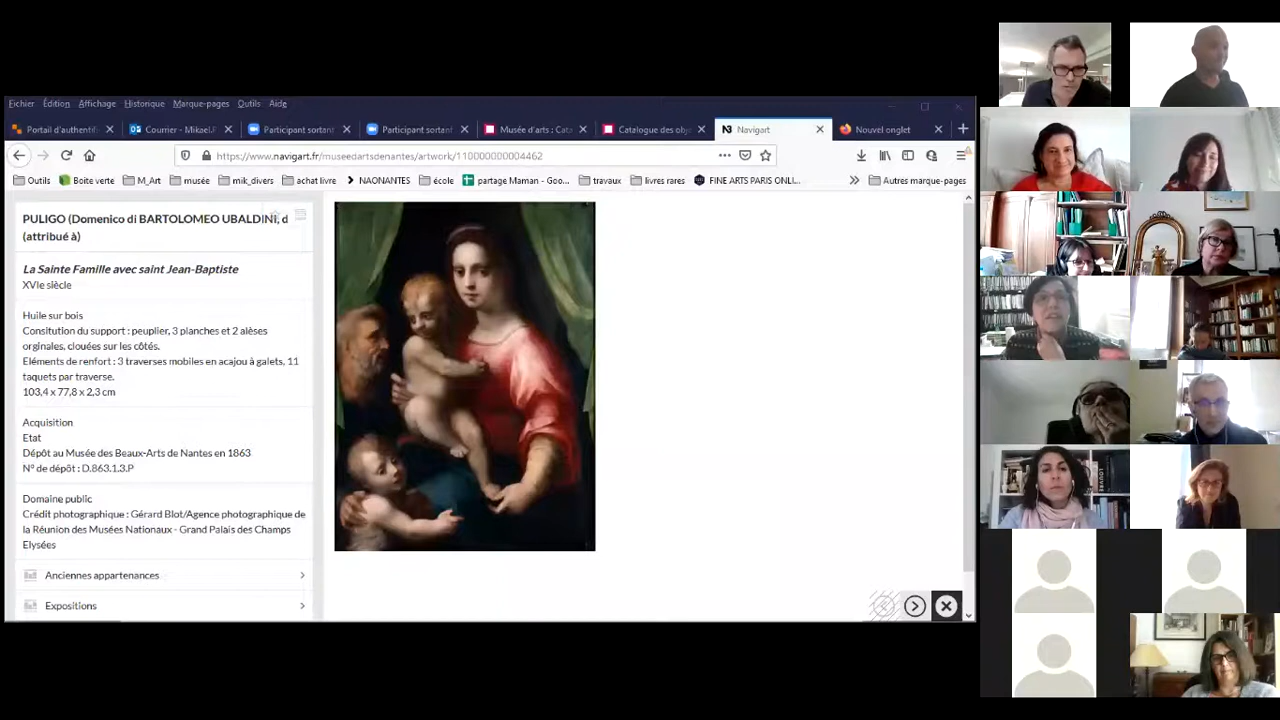 Fichier Édition Affichage Historique Marque-pages Outils Aide
Portail d'authentifi Courrier - Mikael.F Participant sortant Participant sortant Musée d'arts : Cat Catalogue des obje Navigart Nouvel onglet
https://www.navigart.fr/museedartsdenantes/artwork/110000000004462
Outils Boite verte M_Art musée mik_divers achat livre NAONANTES école partage Maman - Goo... travaux livres rares FINE ARTS PARIS ONLI... Autres marque-pages
PULIGO (Domenico di BARTOLOMEO UBALDINI, d
(attribué à)
La Sainte Famille avec saint Jean-Baptiste
XVIe siècle
Huile sur bois
Consitution du support : peuplier, 3 planches et 2 alèses
orginales, clouées sur les côtés.
Eléments de renfort : 3 traverses mobiles en acajou à galets, 11
taquets par traverse.
103,4 x 77,8 x 2,3 cm
Acquisition
Etat
Dépôt au Musée des Beaux-Arts de Nantes en 1863
N° de dépôt : D.863.1.3.P
Domaine public
Crédit photographique : Gérard Blot/Agence photographique de
la Réunion des Musées Nationaux - Grand Palais des Champs
Elysées
Anciennes appartenances
Expositions